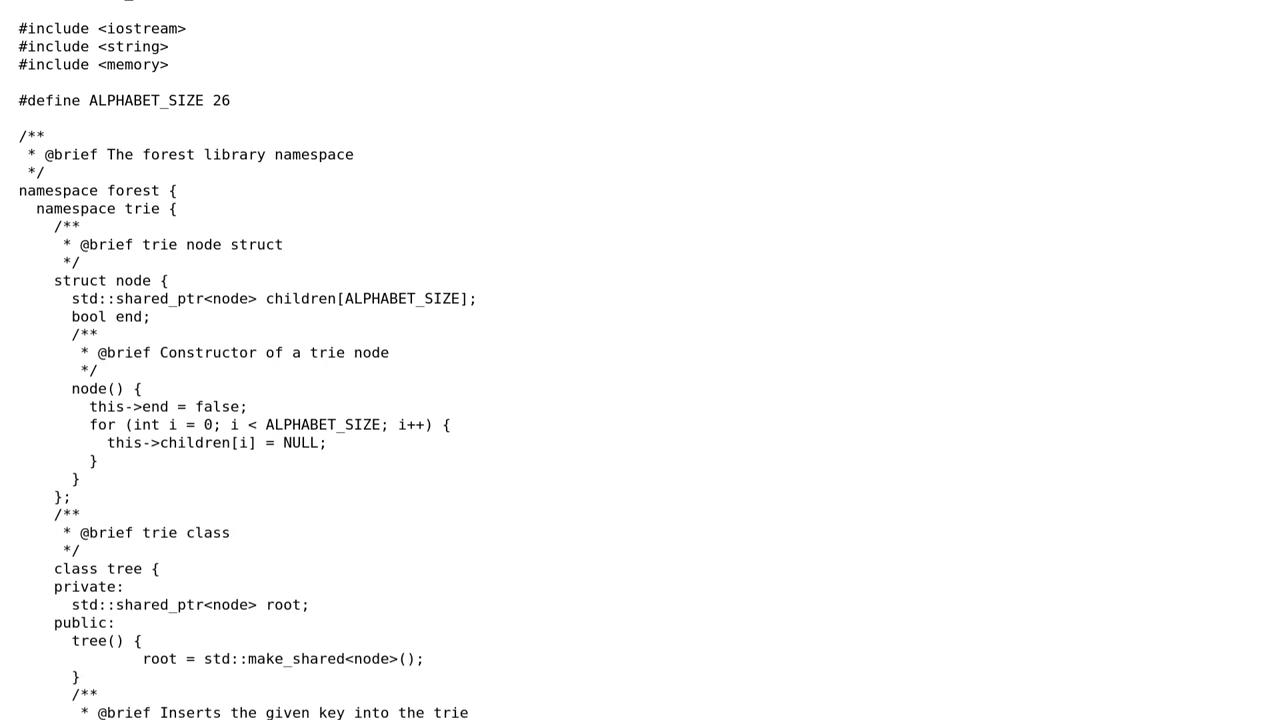 #include <iostream>
#include <string>
#include <memory>

#define ALPHABET_SIZE 26

/**
 * @brief The forest library namespace
 */
namespace forest {
  namespace trie {
    /**
     * @brief trie node struct
     */
    struct node {
      std::shared_ptr<node> children[ALPHABET_SIZE];
      bool end;
      /**
       * @brief Constructor of a trie node
       */
      node() {
        this->end = false;
        for (int i = 0; i < ALPHABET_SIZE; i++) {
          this->children[i] = NULL;
        }
      }
    };
    /**
     * @brief trie class
     */
    class tree {
    private:
      std::shared_ptr<node> root;
    public:
      tree() {
              root = std::make_shared<node>();
      }
      /**
       * @brief Inserts the given key into the trie